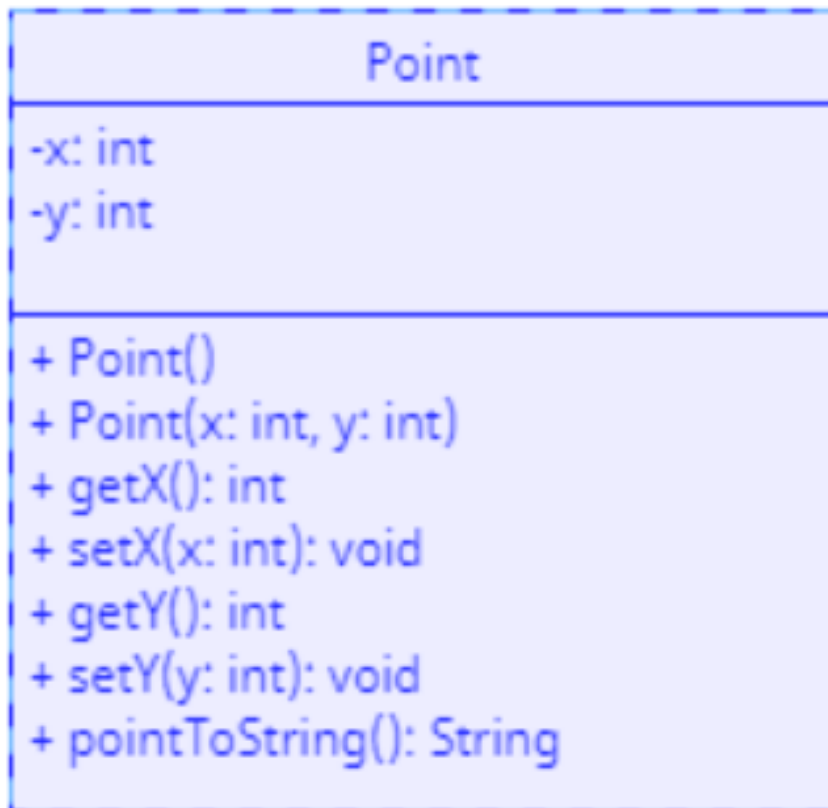 Point
-x: int
-y: int
+ Point()
+ Point(x: int, y: int)
+ getX(): int
+ setX(x: int): void
+ getY(): int
+ setY(y: int): void
+ pointToString(): String